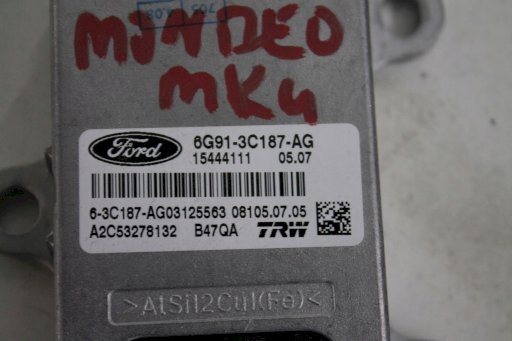 MONDEO
MK4
Ford
6G91-3C187-AG
15444111 05.07
6-3C187-AG03125563 08105.07.05
A2C53278132 B47QA TRW
>AlSi12Cu1(Fe)<